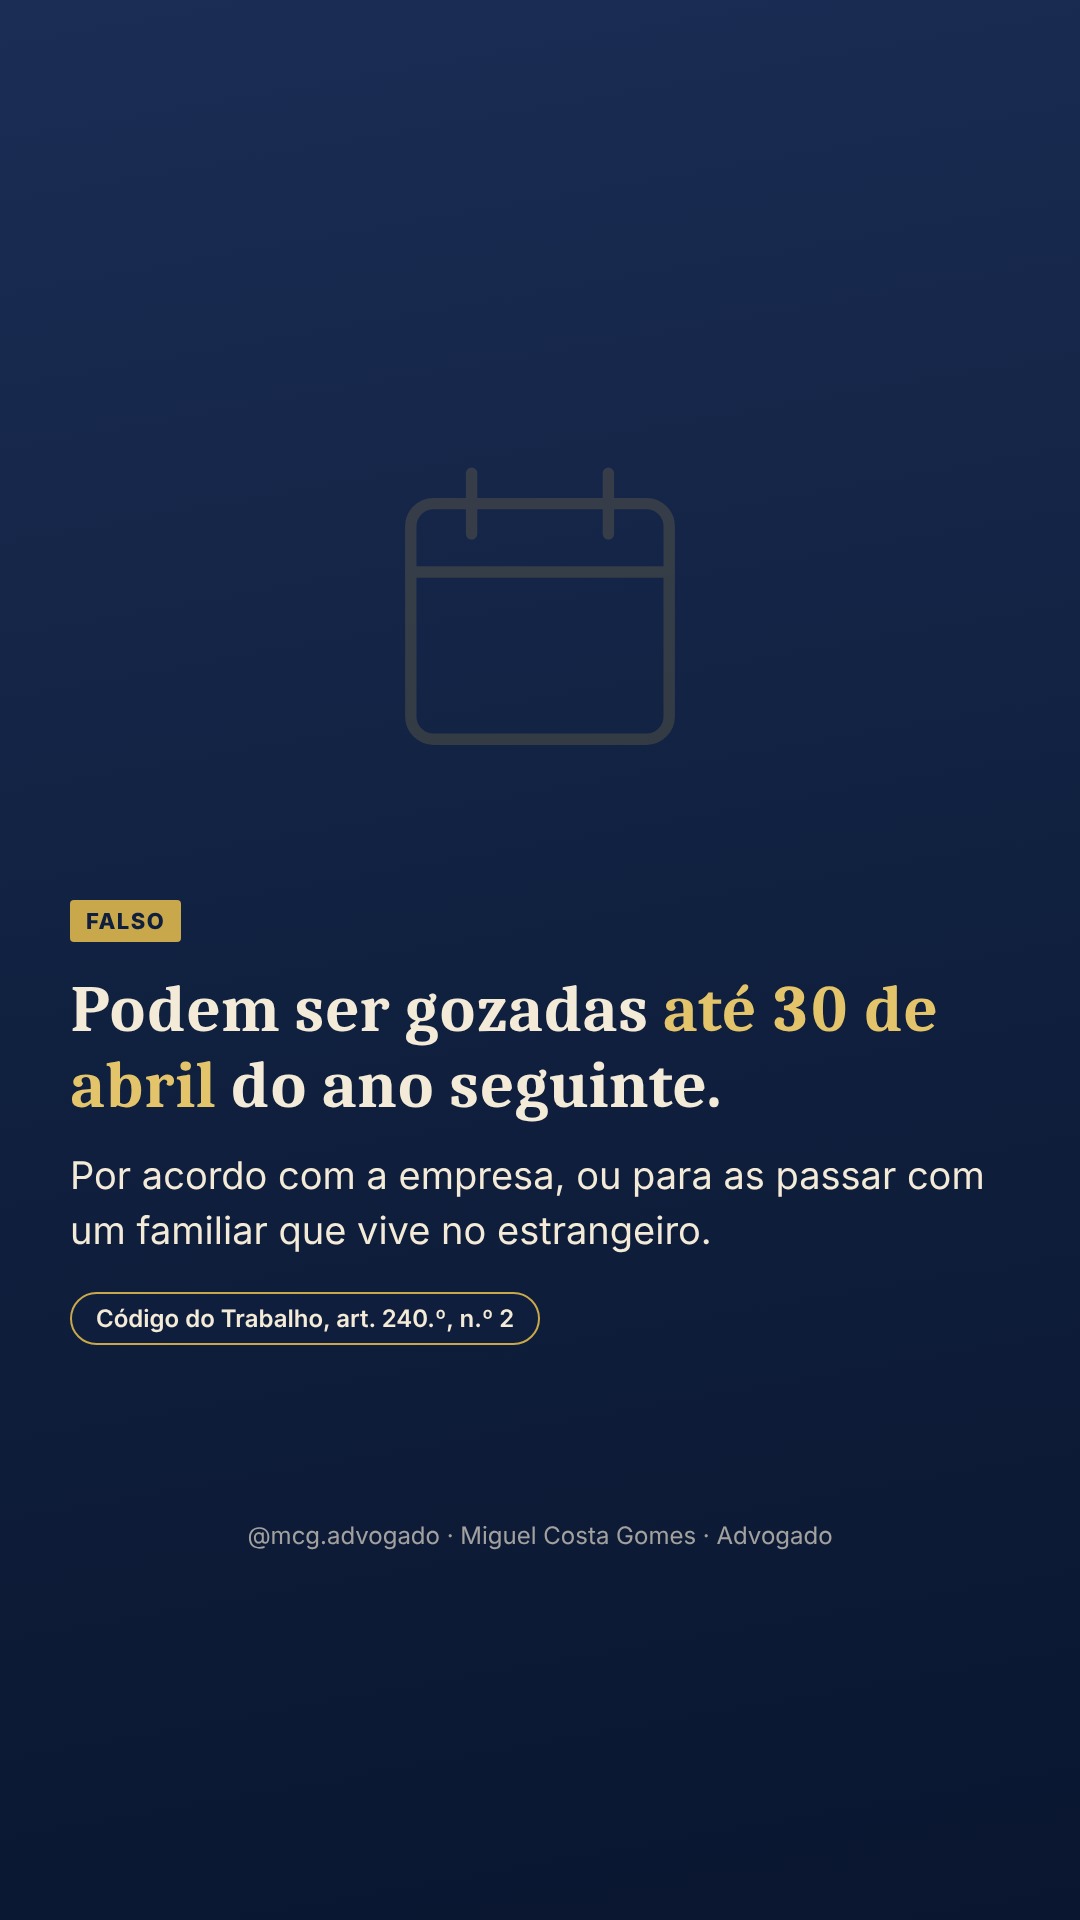 FALSO
Podem ser gozadas até 30 de
abril do ano seguinte.
Por acordo com a empresa, ou para as passar com
um familiar que vive no estrangeiro.
Código do Trabalho, art. 240.º, n.º 2
@mcg.advogado · Miguel Costa Gomes · Advogado